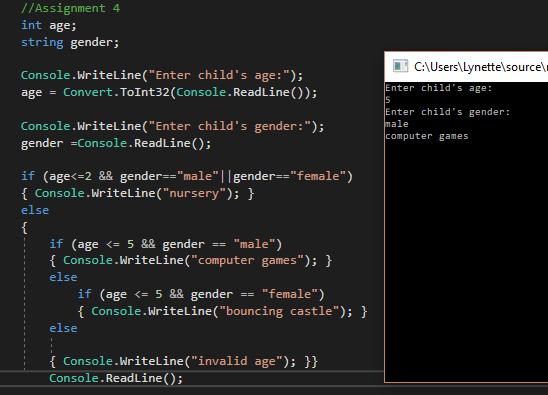 //Assignment 4
int age;
string gender;
Console.WriteLine("Enter child's age:");
age = Convert.ToInt32(Console.ReadLine());
Console.WriteLine("Enter child's gender:");
gender =Console.ReadLine();
if (age<=2 && gender=="male"||gender=="female")
{ Console.WriteLine("nursery"); }
else
{
if (age <= 5 && gender == "male")
{ Console.WriteLine("computer games"); }
else
if (age <= 5 && gender == "female")
{ Console.WriteLine("bouncing castle"); }
else
{ Console.WriteLine("invalid age"); }}
Console.ReadLine();
C:\Users\Lynette\source\
Enter child's age:
5
Enter child's gender:
male
computer games